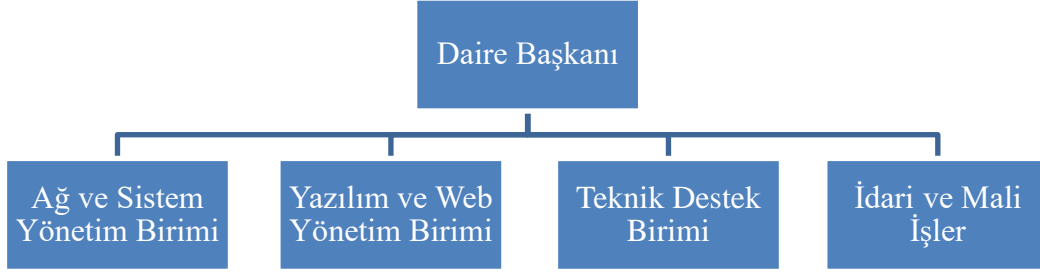 Daire Başkanı
Ağ ve Sistem
Yönetim Birimi
Yazılım ve Web
Yönetim Birimi
Teknik Destek
Birimi
İdari ve Mali
İşler